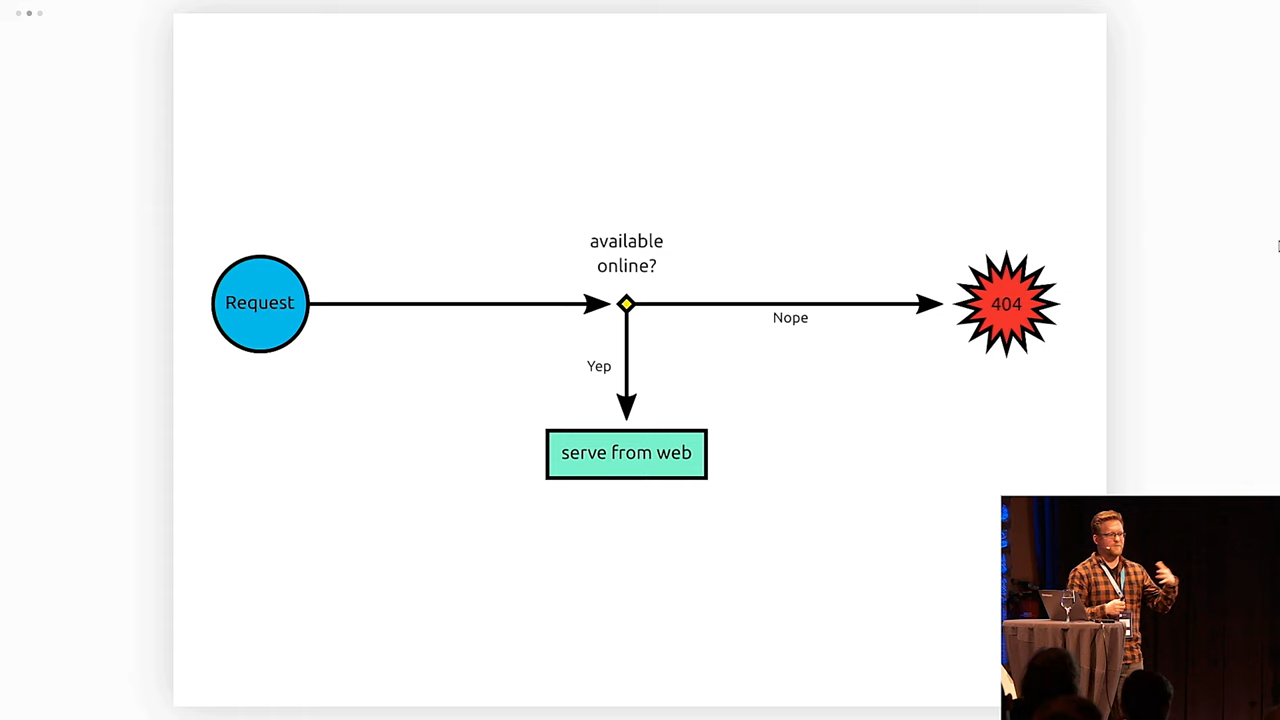 available
online?
Request
404
Nope
Yep
serve from web